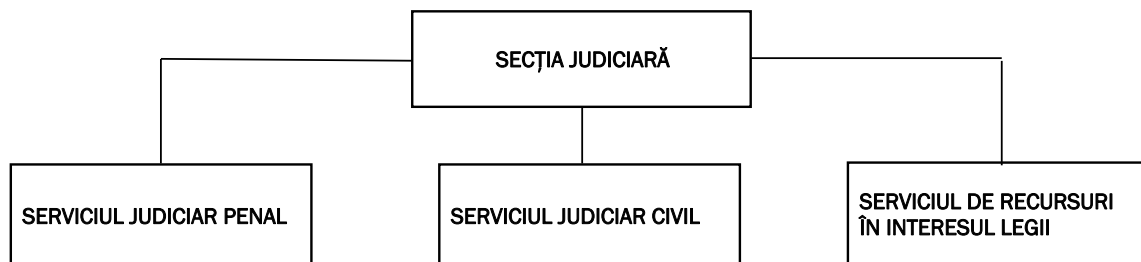 SECȚIA JUDICIARĂ
SERVICIUL JUDICIAR PENAL
SERVICIUL JUDICIAR CIVIL
SERVICIUL DE RECURSURI
ÎN INTERESUL LEGII